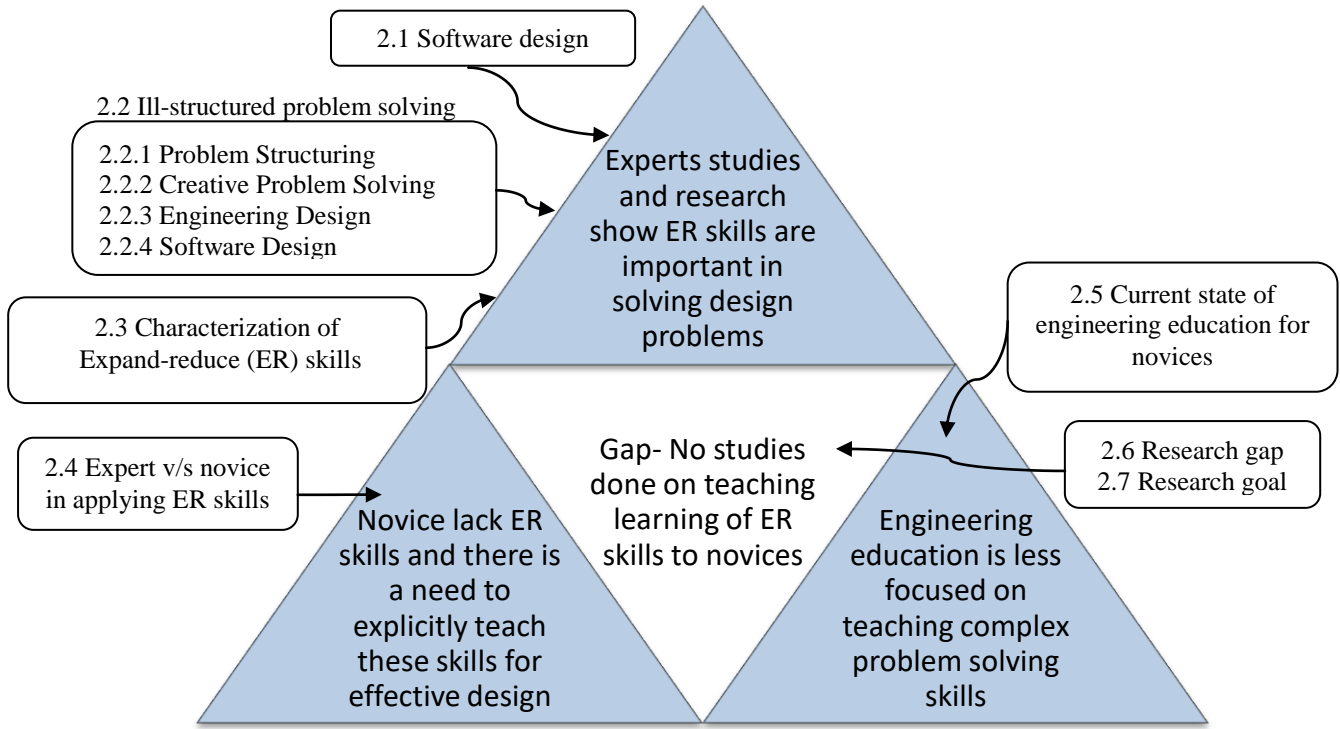 2.1 Software design
2.2 Ill-structured problem solving
2.2.1 Problem Structuring
2.2.2 Creative Problem Solving
2.2.3 Engineering Design
2.2.4 Software Design
2.3 Characterization of
Expand-reduce (ER) skills
2.4 Expert v/s novice
in applying ER skills
Experts studies
and research
show ER skills are
important in
solving design
problems
2.5 Current state of
engineering education for
novices
2.6 Research gap
2.7 Research goal
Gap- No studies
done on teaching
learning of ER
skills to novices
Novice lack ER
skills and there is
a need to
explicitly teach
these skills for
effective design
Engineering
education is less
focused on
teaching complex
problem solving
skills